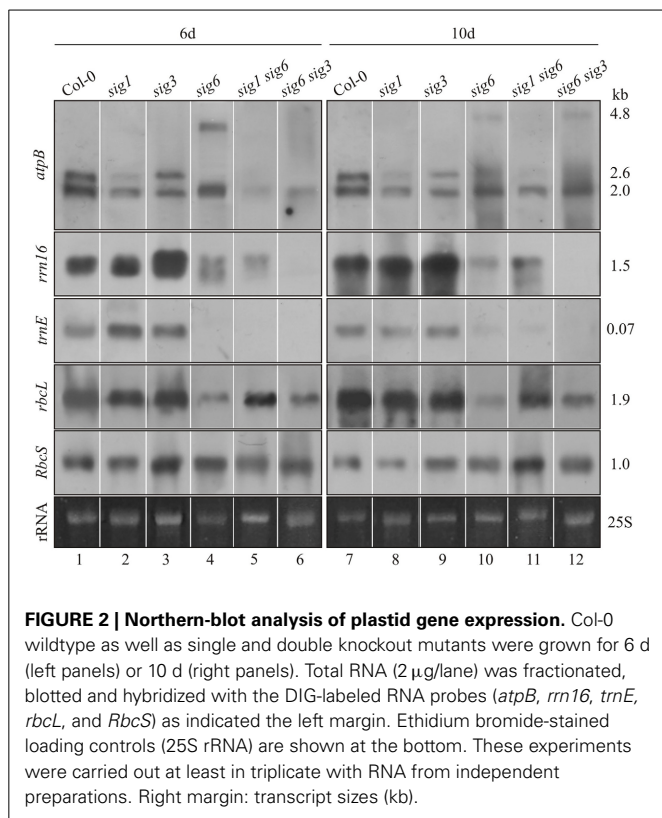 6d 10d
Col-0 sig1 sig3 sig6 sig1 sig6 sig6 sig3 Col-0 sig1 sig3 sig6 sig1 sig6 sig6 sig3
kb
atpB 4.8
2.6
2.0
rrn16 1.5
trnE 0.07
rbcL 1.9
RbcS 1.0
rRNA 25S
1 2 3 4 5 6 7 8 9 10 11 12
FIGURE 2 | Northern-blot analysis of plastid gene expression. Col-0
wildtype as well as single and double knockout mutants were grown for 6 d
(left panels) or 10 d (right panels). Total RNA (2 μg/lane) was fractionated,
blotted and hybridized with the DIG-labeled RNA probes (atpB, rrn16, trnE,
rbcL, and RbcS) as indicated the left margin. Ethidium bromide-stained
loading controls (25S rRNA) are shown at the bottom. These experiments
were carried out at least in triplicate with RNA from independent
preparations. Right margin: transcript sizes (kb).